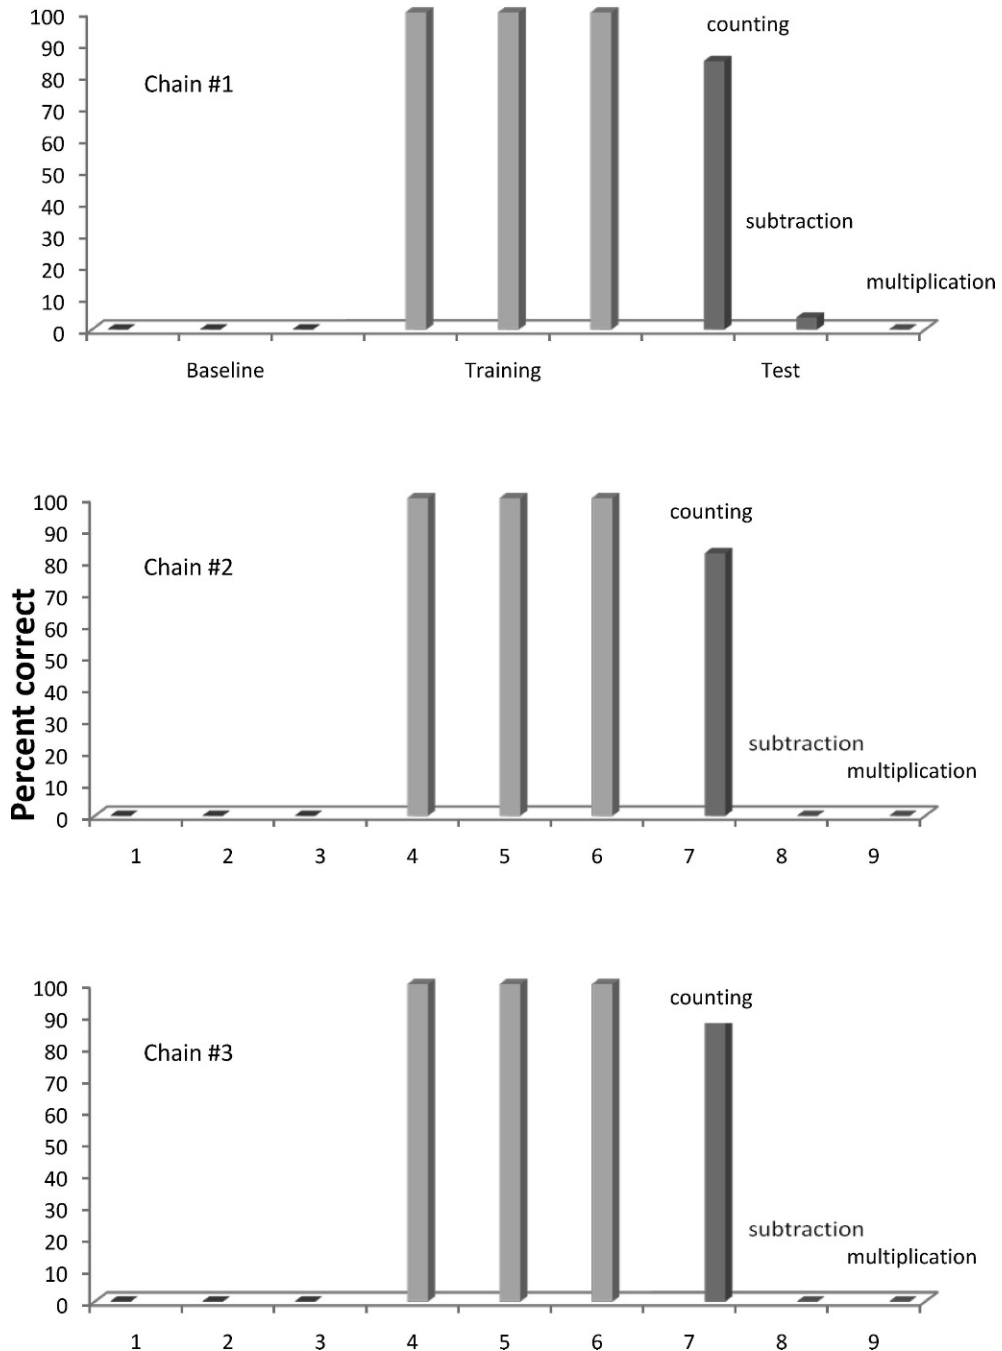 100
counting
90
Chain #1
80
70
60
50
40
subtraction
30
20
multiplication
10
0
Baseline Training Test
100
counting
90
Chain #2
80
70
60
50
40
30
subtraction
20
multiplication
10
0
Percent correct
1 2 3 4 5 6 7 8 9
100
counting
90
Chain #3
80
70
60
50
40
30
subtraction
20
multiplication
10
0
1 2 3 4 5 6 7 8 9